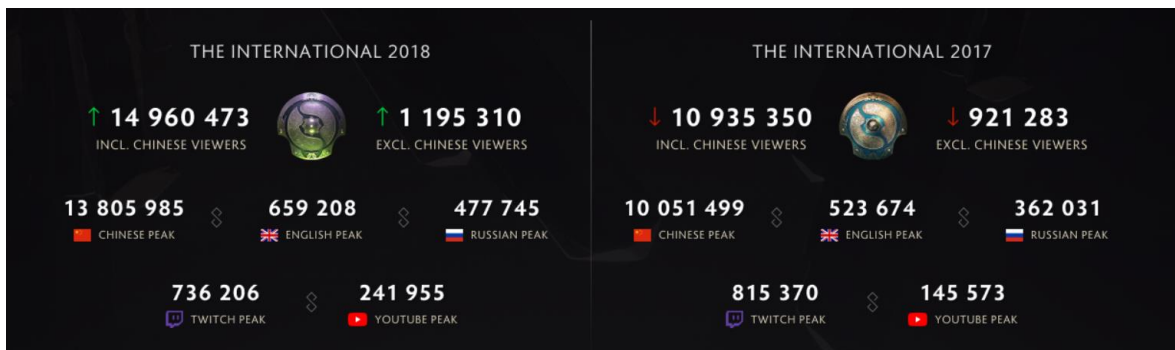 THE INTERNATIONAL 2018
↑ 14 960 473
INCL. CHINESE VIEWERS
↑ 1 195 310
EXCL. CHINESE VIEWERS
13 805 985
CHINESE PEAK
659 208
ENGLISH PEAK
477 745
RUSSIAN PEAK
736 206
TWITCH PEAK
241 955
YOUTUBE PEAK
THE INTERNATIONAL 2017
↓ 10 935 350
INCL. CHINESE VIEWERS
↓ 921 283
EXCL. CHINESE VIEWERS
10 051 499
CHINESE PEAK
523 674
ENGLISH PEAK
362 031
RUSSIAN PEAK
815 370
TWITCH PEAK
145 573
YOUTUBE PEAK